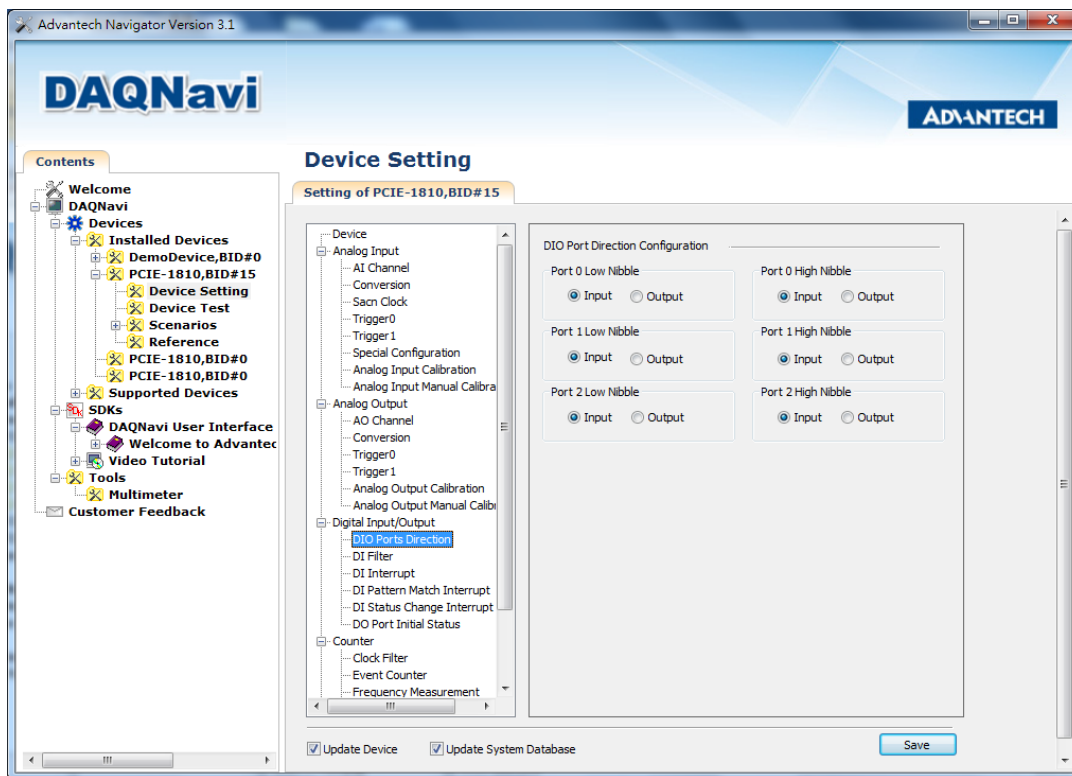 Advantech Navigator Version 3.1
DAQNavi
ADVANTECH
Contents
Welcome
DAQNavi
Devices
Installed Devices
DemoDevice,BID#0
PCIE-1810,BID#15
Device Setting
Device Test
Scenarios
Reference
PCIE-1810,BID#0
PCIE-1810,BID#0
Supported Devices
SDKs
DAQNavi User Interface
Welcome to Advantec
Video Tutorial
Tools
Multimeter
Customer Feedback
Device Setting
Setting of PCIE-1810,BID#15
Device
Analog Input
AI Channel
Conversion
Sacn Clock
Trigger0
Trigger1
Special Configuration
Analog Input Calibration
Analog Input Manual Calibra
Analog Output
AO Channel
Conversion
Trigger0
Trigger1
Analog Output Calibration
Analog Output Manual Calib
Digital Input/Output
DIO Ports Direction
DI Filter
DI Interrupt
DI Pattern Match Interrupt
DI Status Change Interrupt
DO Port Initial Status
Counter
Clock Filter
Event Counter
Frequency Measurement
DIO Port Direction Configuration
Port 0 Low Nibble
Input Output
Port 0 High Nibble
Input Output
Port 1 Low Nibble
Input Output
Port 1 High Nibble
Input Output
Port 2 Low Nibble
Input Output
Port 2 High Nibble
Input Output
Update Device
Update System Database
Save